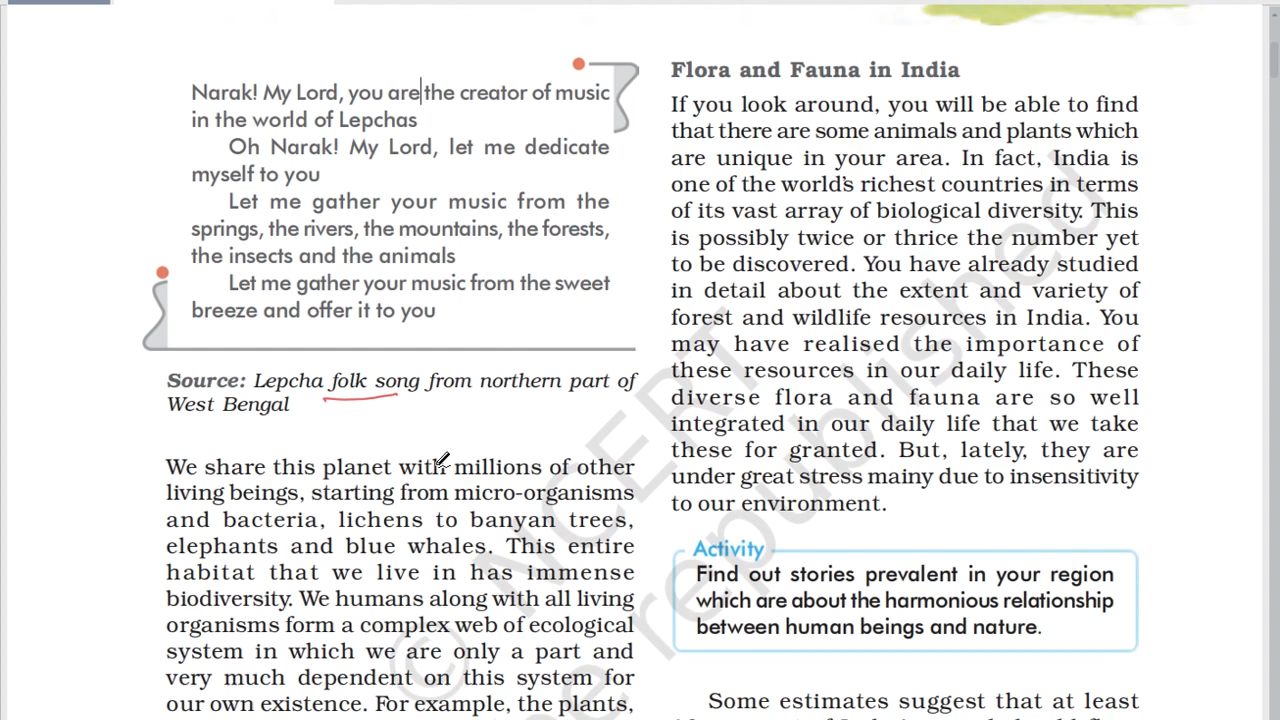 Narak! My Lord, you are the creator of music
in the world of Lepchas
Oh Narak! My Lord, let me dedicate
myself to you
Let me gather your music from the
springs, the rivers, the mountains, the forests,
the insects and the animals
Let me gather your music from the sweet
breeze and offer it to you
Source: Lepcha folk song from northern part of
West Bengal
We share this planet with millions of other
living beings, starting from micro-organisms
and bacteria, lichens to banyan trees,
elephants and blue whales. This entire
habitat that we live in has immense
biodiversity. We humans along with all living
organisms form a complex web of ecological
system in which we are only a part and
very much dependent on this system for
our own existence. For example, the plants,
Flora and Fauna in India
If you look around, you will be able to find
that there are some animals and plants which
are unique in your area. In fact, India is
one of the world's richest countries in terms
of its vast array of biological diversity. This
is possibly twice or thrice the number yet
to be discovered. You have already studied
in detail about the extent and variety of
forest and wildlife resources in India. You
may have realised the importance of
these resources in our daily life. These
diverse flora and fauna are so well
integrated in our daily life that we take
these for granted. But, lately, they are
under great stress mainy due to insensitivity
to our environment.
Activity
Find out stories prevalent in your region
which are about the harmonious relationship
between human beings and nature.
Some estimates suggest that at least
© NCERT
republished